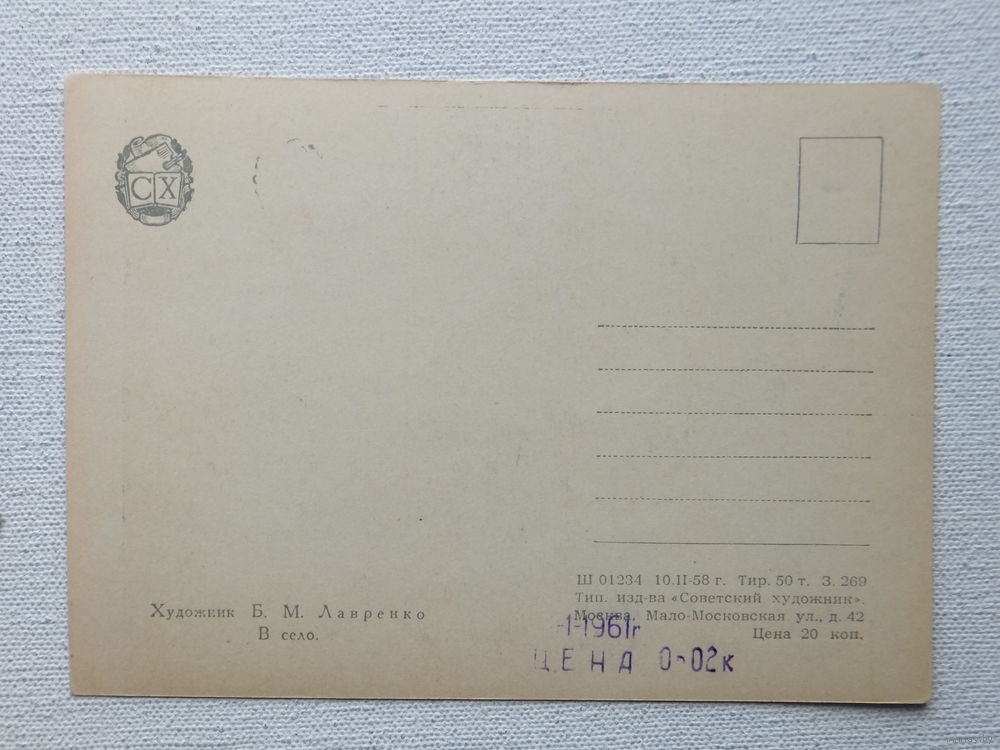 СХ
Художник Б. М. Лавренко
В село.
Ш 01234 10.II-58 г. Тир. 50 т. З. 269
Тип. изд-ва «Советский художник».
Москва, Мало-Московская ул., д. 42
Цена 20 коп.
-1-1961г
ЦЕНА 0-02к